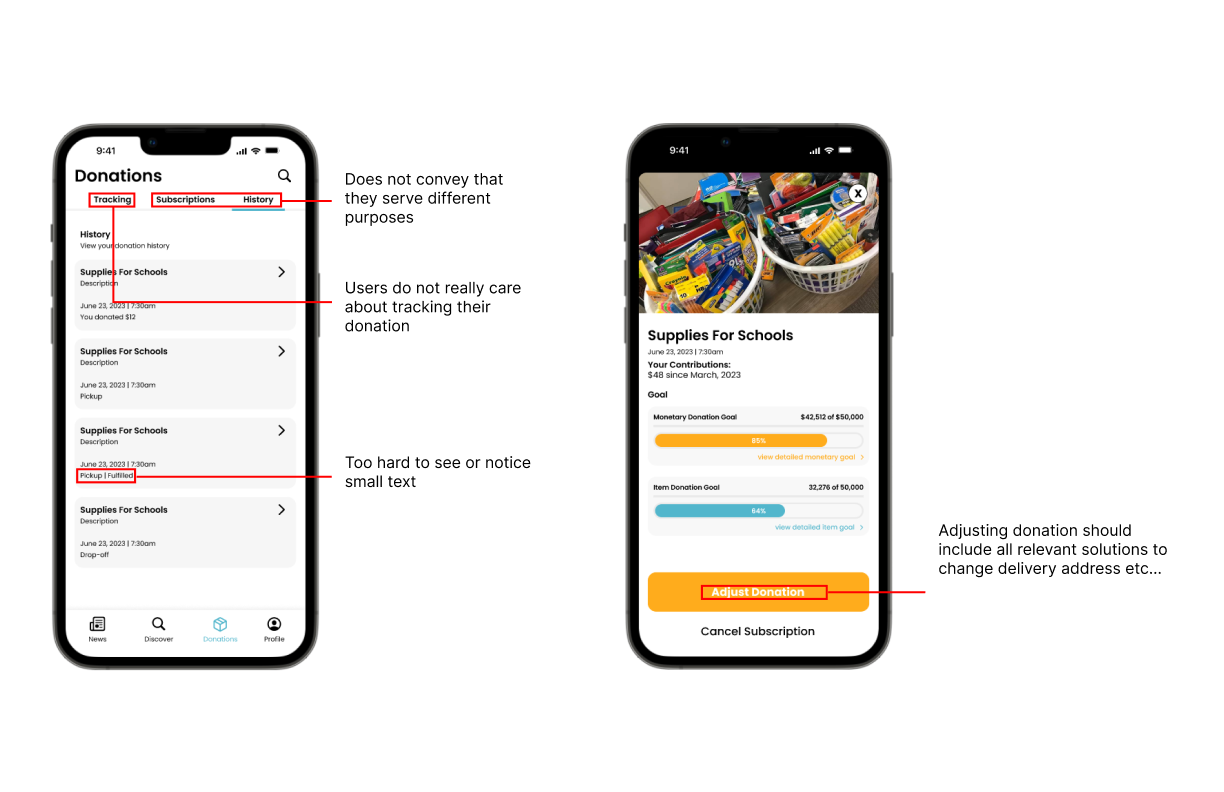 9:41
Donations
Tracking
Subscriptions
History
History
View your donation history
Supplies For Schools
Description
June 23, 2023 | 7:30am
You donated $12
Supplies For Schools
Description
June 23, 2023 | 7:30am
Pickup
Supplies For Schools
Description
June 23, 2023 | 7:30am
Pickup | Fulfilled
Supplies For Schools
Description
June 23, 2023 | 7:30am
Drop-off
News
Discover
Donations
Profile
Does not convey that
they serve different
purposes
Users do not really care
about tracking their
donation
Too hard to see or notice
small text
9:41
X
Supplies For Schools
June 23, 2023 | 7:30am
Your Contributions:
$48 since March, 2023
Goal
Monetary Donation Goal
$42,512 of $50,000
85%
view detailed monetary goal >
Item Donation Goal
32,276 of 50,000
64%
view detailed item goal >
Adjust Donation
Cancel Subscription
Adjusting donation should
include all relevant solutions to
change delivery address etc...